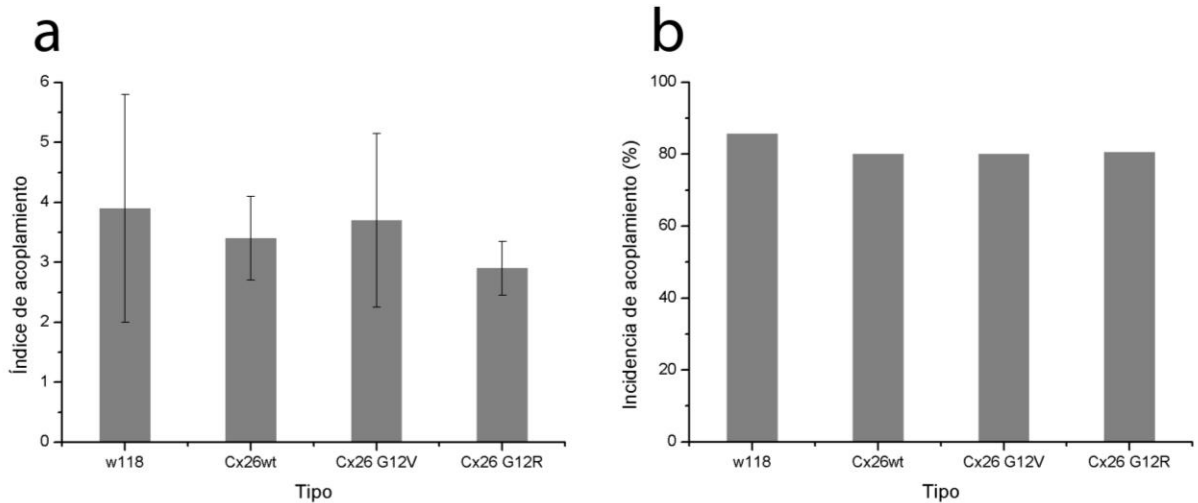 a
6
5
4
3
2
1
0
Índice de acoplamiento
w118
Cx26wt
Cx26 G12V
Cx26 G12R
Tipo
b
100
80
60
40
20
0
Incidencia de acoplamiento (%)
w118
Cx26wt
Cx26 G12V
Cx26 G12R
Tipo